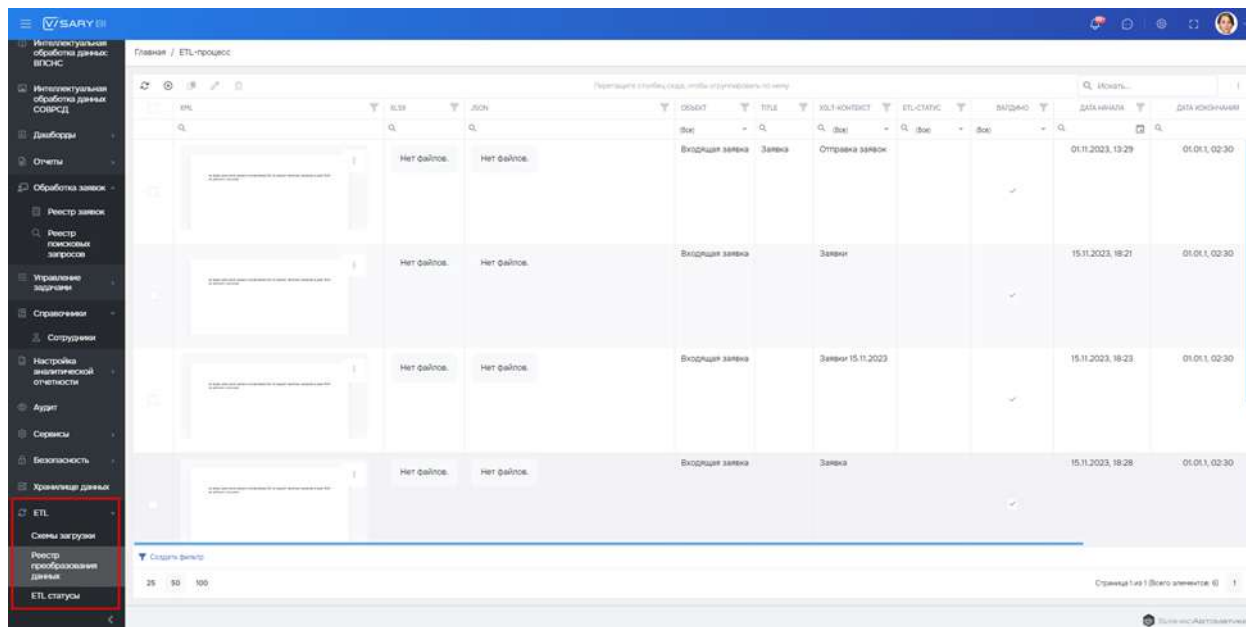 VISARY BI
Интеллектуальная
обработка данных:
ВПСНС
Интеллектуальная
обработка данных
СОВРСД
Дашборды
Отчеты
Обработка заявок
Реестр заявок
Реестр
поисковых
запросов
Управление
задачами
Справочники
Сотрудники
Настройка
аналитической
отчетности
Аудит
Сервисы
Безопасность
Хранилище данных
ETL
Схемы загрузки
Реестр
преобразования
данных
ETL статусы
Главная / ETL-процесс
Перетащите столбец сюда, чтобы сгруппировать по нему
Искать...
XML XLSX JSON ОБЪЕКТ TITLE XSLT-КОНТЕКСТ ETL-СТАТУС ВАЛИДНО ДАТА НАЧАЛА ДАТА ИОКОНЧАНИЯ
(Все) (Все) (Все) (Все)
Нет файлов. Нет файлов. Входящая заявка Заявка Отправка заявок 01.11.2023, 13:29 01.01.1, 02:30
Нет файлов. Нет файлов. Входящая заявка Заявки 15.11.2023, 18:21 01.01.1, 02:30
Нет файлов. Нет файлов. Входящая заявка Заявки 15.11.2023 15.11.2023, 18:23 01.01.1, 02:30
Нет файлов. Нет файлов. Входящая заявка Заявка 15.11.2023, 18:28 01.01.1, 02:30
Создать фильтр
25 50 100
Страница 1 из 1 (Всего элементов: 6) 1